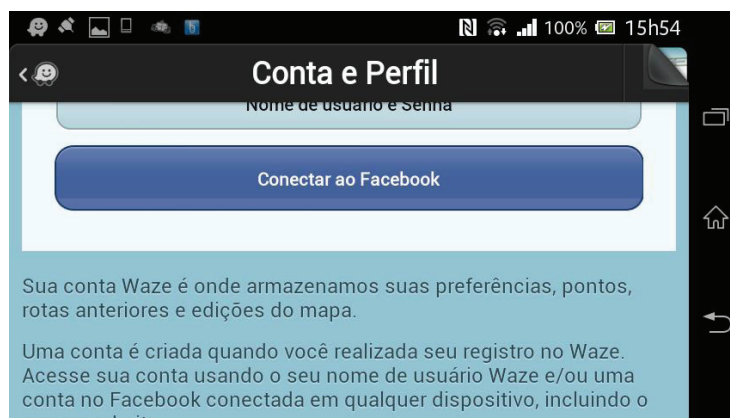 100% 15h54
Conta e Perfil
Nome de usuário e Senha
Conectar ao Facebook
Sua conta Waze é onde armazenamos suas preferências, pontos,
rotas anteriores e edições do mapa.
Uma conta é criada quando você realizada seu registro no Waze.
Acesse sua conta usando o seu nome de usuário Waze e/ou uma
conta no Facebook conectada em qualquer dispositivo, incluindo o